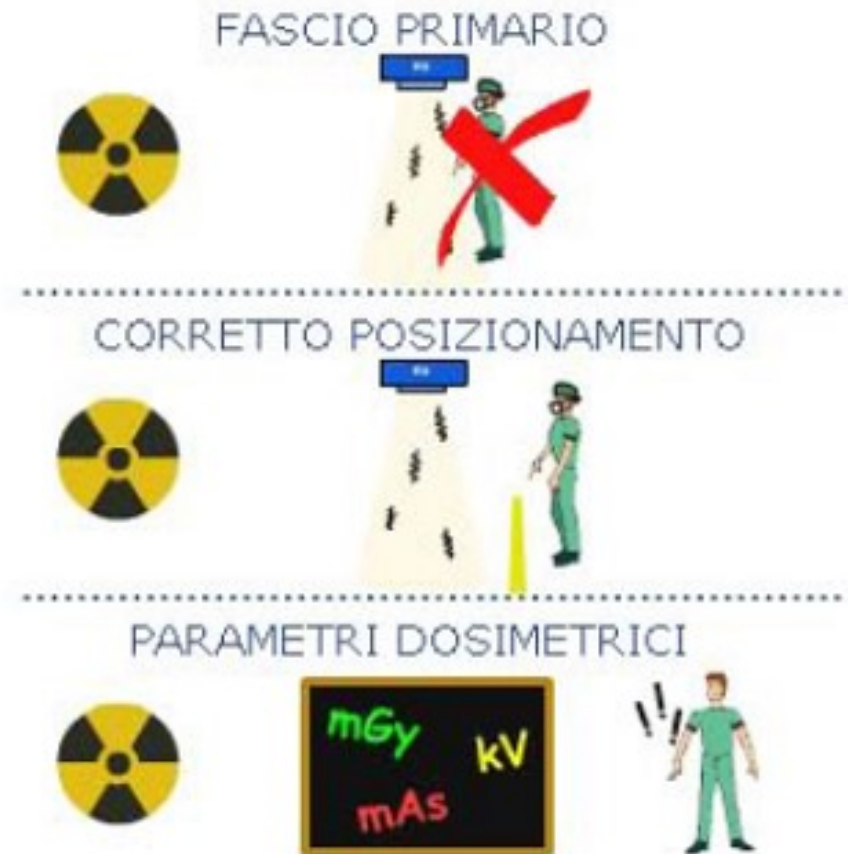 FASCIO PRIMARIO
CORRETTO POSIZIONAMENTO
PARAMETRI DOSIMETRICI
mGy
kV
mAs